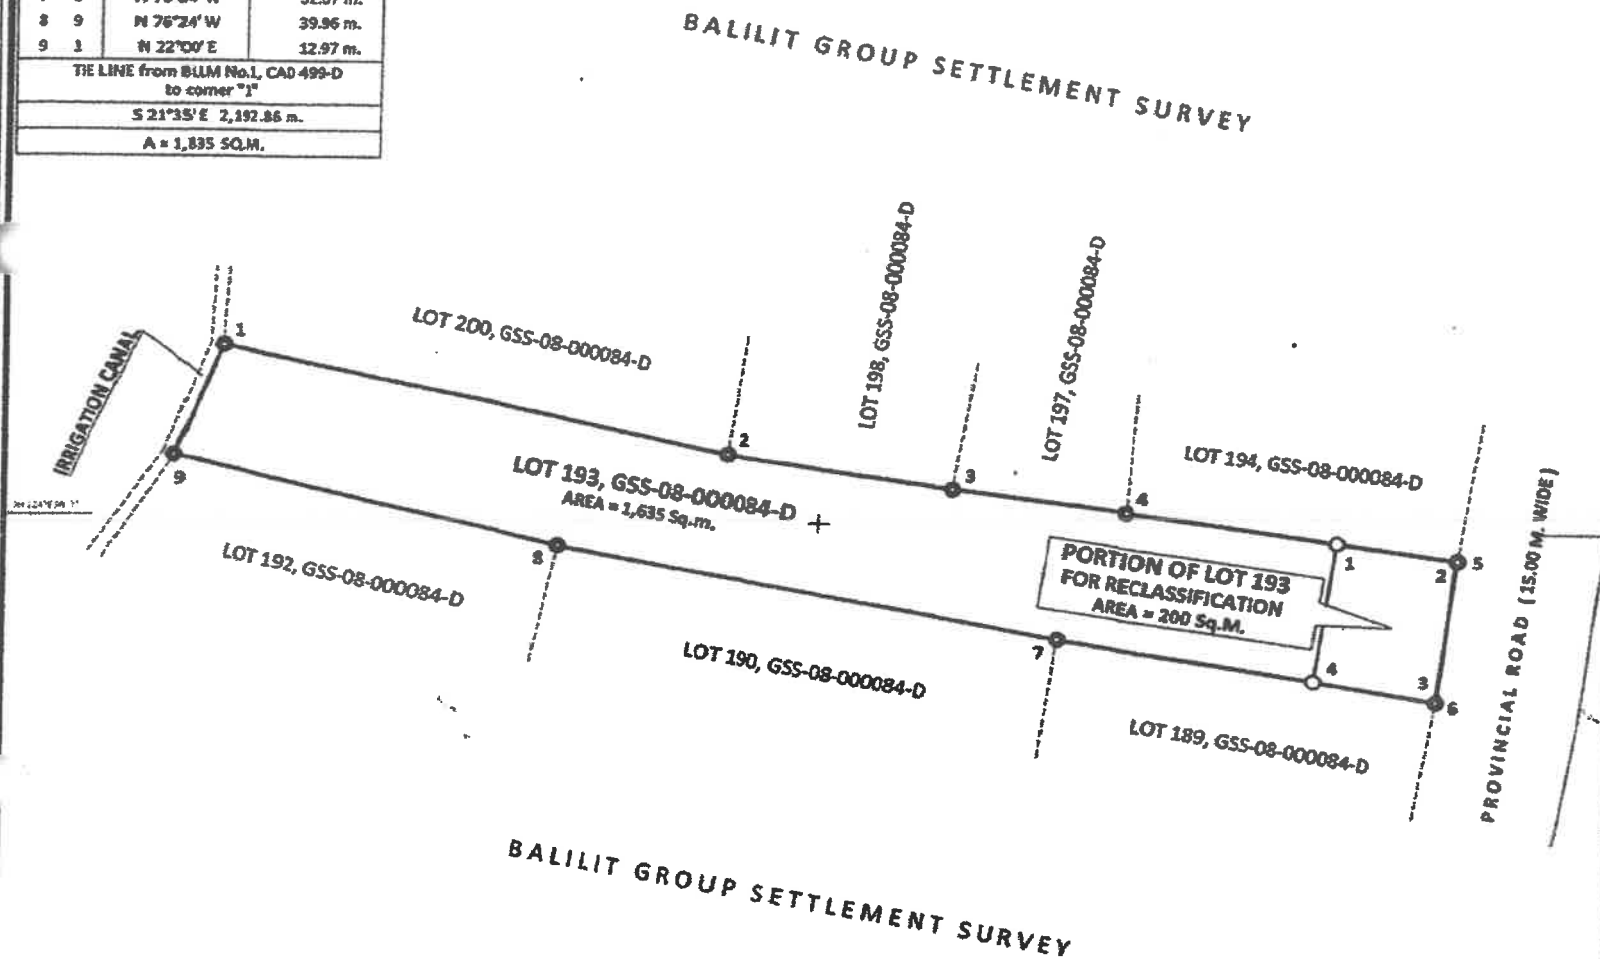 8 9 N 76°24' W 39.96 m.
9 1 N 22°00' E 12.97 m.
TIE LINE from BLLM No.1, CAD 499-D
to corner "1"
S 21°35' E 2,192.86 m.
A = 1,835 SQ.M.
BALILIT GROUP SETTLEMENT SURVEY
LOT 200, GSS-08-000084-D
LOT 198, GSS-08-000084-D
LOT 197, GSS-08-000084-D
LOT 194, GSS-08-000084-D
IRRIGATION CANAL
1
2
3
4
5
6
7
8
9
LOT 193, GSS-08-000084-D
AREA = 1,635 Sq.m.
PORTION OF LOT 193
FOR RECLASSIFICATION
AREA = 200 Sq.M.
1
2
3
4
LOT 192, GSS-08-000084-D
LOT 190, GSS-08-000084-D
LOT 189, GSS-08-000084-D
PROVINCIAL ROAD ( 15.00 M. WIDE )
BALILIT GROUP SETTLEMENT SURVEY